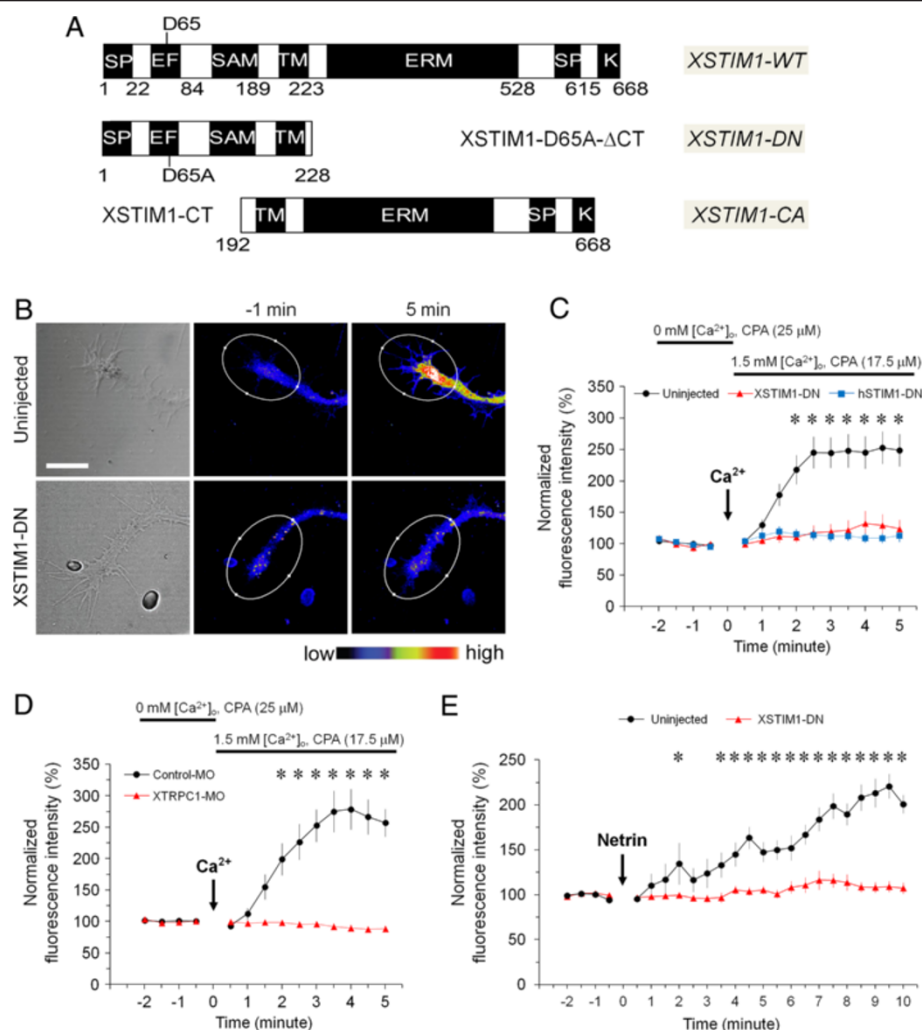 A
D65
SP EF SAM TM ERM SP K
1 22 84 189 223 528 615 668
XSTIM1-WT
SP EF SAM TM
1 D65A 228
XSTIM1-D65A-ΔCT
XSTIM1-DN
XSTIM1-CT
TM ERM SP K
192 668
XSTIM1-CA
B
-1 min 5 min
Uninjected
XSTIM1-DN
low high
C
0 mM [Ca²⁺]ₒ, CPA (25 μM)
1.5 mM [Ca²⁺]ₒ, CPA (17.5 μM)
Uninjected XSTIM1-DN hSTIM1-DN
* * * * * * *
Ca²⁺
Normalized
fluorescence intensity (%)
350
300
250
200
150
100
50
0
-2 -1 0 1 2 3 4 5
Time (minute)
D
0 mM [Ca²⁺]ₒ, CPA (25 μM)
1.5 mM [Ca²⁺]ₒ, CPA (17.5 μM)
Control-MO
XTRPC1-MO
* * * * * * *
Ca²⁺
Normalized
fluorescence intensity (%)
350
300
250
200
150
100
50
0
-2 -1 0 1 2 3 4 5
Time (minute)
E
Uninjected XSTIM1-DN
* * * * * * * * * * * * * * *
Netrin
Normalized
fluorescence intensity (%)
250
200
150
100
50
0
-2 -1 0 1 2 3 4 5 6 7 8 9 10
Time (minute)